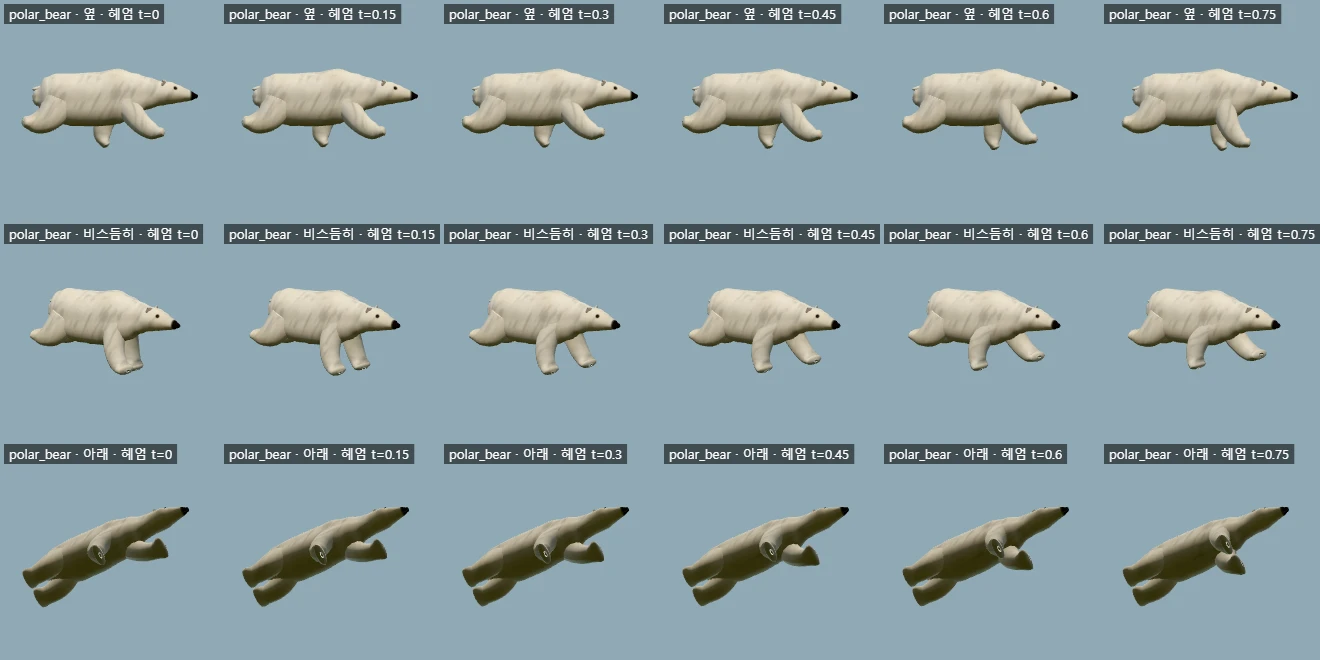 polar_bear · 옆 · 헤엄 t=0
polar_bear · 옆 · 헤엄 t=0.15
polar_bear · 옆 · 헤엄 t=0.3
polar_bear · 옆 · 헤엄 t=0.45
polar_bear · 옆 · 헤엄 t=0.6
polar_bear · 옆 · 헤엄 t=0.75
polar_bear · 비스듬히 · 헤엄 t=0
polar_bear · 비스듬히 · 헤엄 t=0.15
polar_bear · 비스듬히 · 헤엄 t=0.3
polar_bear · 비스듬히 · 헤엄 t=0.45
polar_bear · 비스듬히 · 헤엄 t=0.6
polar_bear · 비스듬히 · 헤엄 t=0.75
polar_bear · 아래 · 헤엄 t=0
polar_bear · 아래 · 헤엄 t=0.15
polar_bear · 아래 · 헤엄 t=0.3
polar_bear · 아래 · 헤엄 t=0.45
polar_bear · 아래 · 헤엄 t=0.6
polar_bear · 아래 · 헤엄 t=0.75